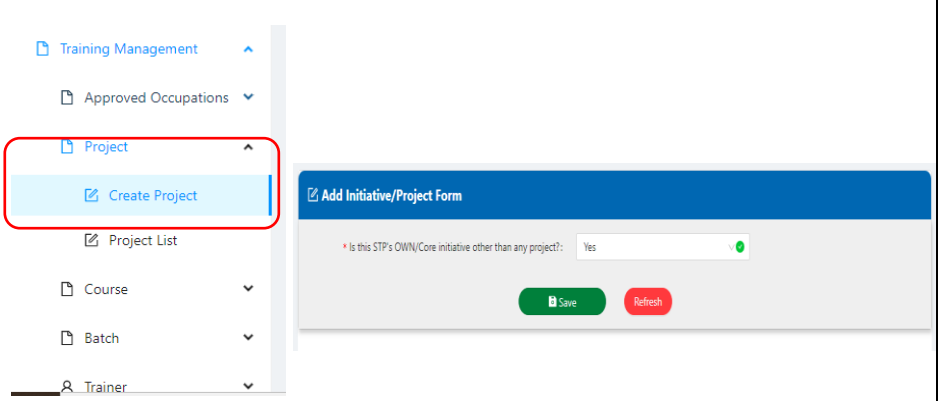 Training Management
Approved Occupations
Project
Create Project
Project List
Course
Batch
Trainer
Add Initiative/Project Form
* Is this STP's OWN/Core initiative other than any project?: Yes
Save Refresh